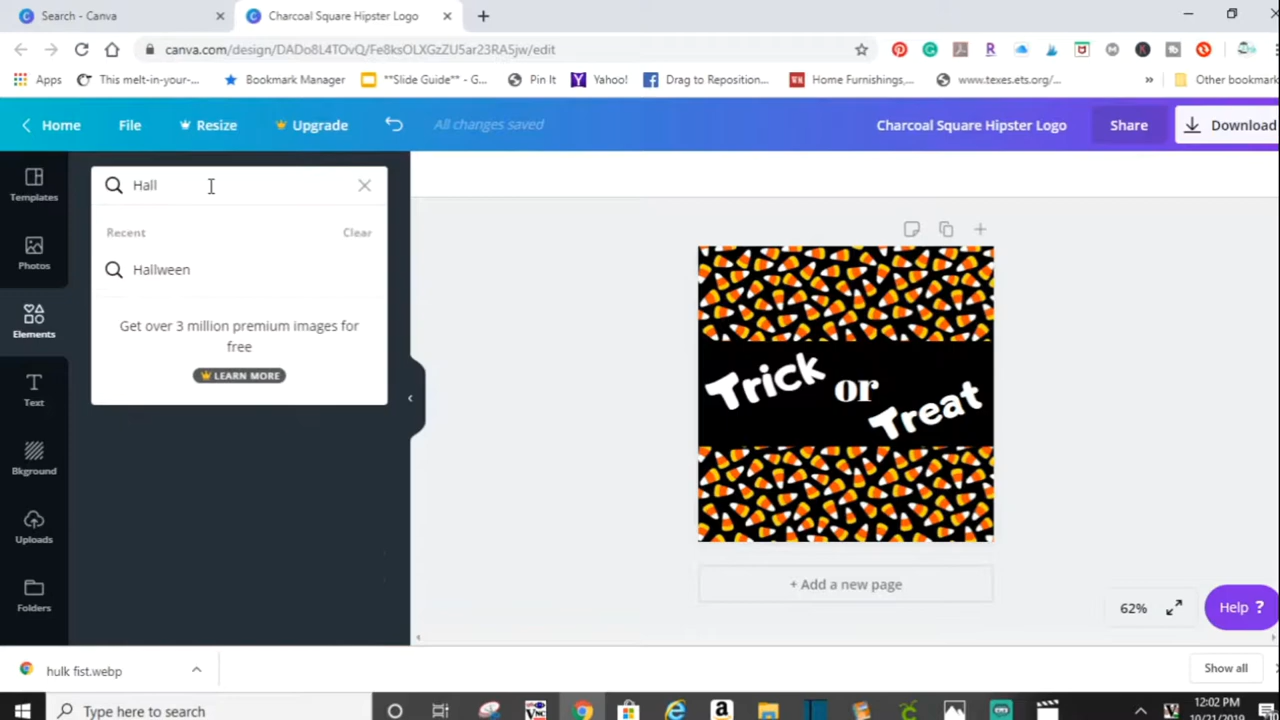 Search - Canva
Charcoal Square Hipster Logo
canva.com/design/DADo8L4TOvQ/Fe8ksOLXGzZU5ar23RA5jw/edit
Apps
This melt-in-your-...
Bookmark Manager
**Slide Guide** - G...
Pin It
Yahoo!
Drag to Reposition...
Home Furnishings,...
www.texes.ets.org/...
»
Other bookmark
Home
File
Resize
Upgrade
All changes saved
Charcoal Square Hipster Logo
Share
Download
Templates
Photos
Elements
Text
Bkground
Uploads
Folders
Hall
Recent
Clear
Hallween
Get over 3 million premium images for
free
LEARN MORE
Trick
or
Treat
+ Add a new page
62%
Help ?
hulk fist.webp
Show all
Type here to search
12:02 PM